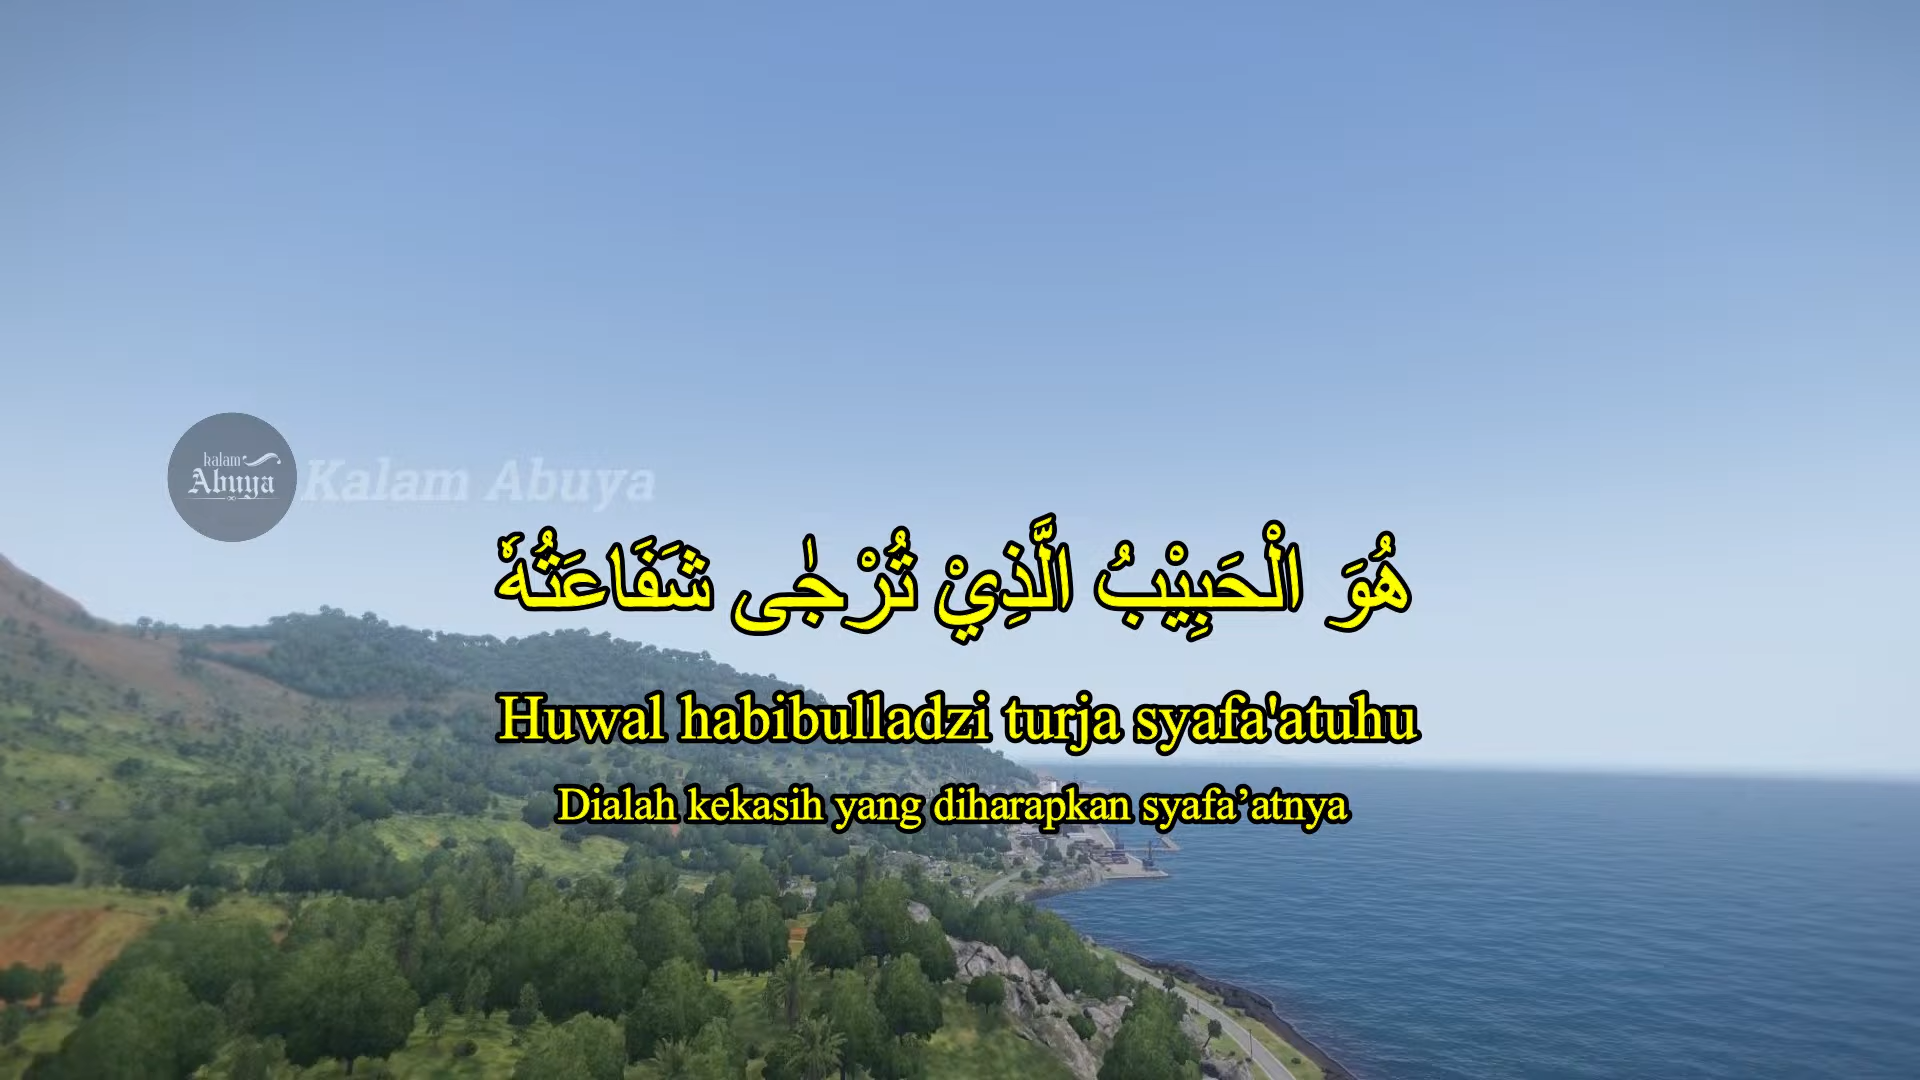 kalam
Abuya
Kalam Abuya
هُوَ الْحَبِيْبُ الَّذِيْ تُرْجٰى شَفَاعَتُهٗ
Huwal habibulladzi turja syafa'atuhu
Dialah kekasih yang diharapkan syafa’atnya